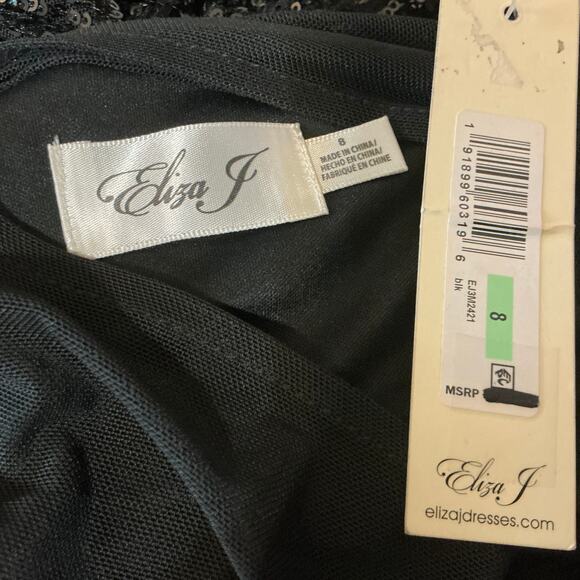 Eliza J
8
MADE IN CHINA/
HECHO EN CHINA/
FABRIQUÉ EN CHINE
1 91899 60319 6
EJ3M2421
blk
8
MSRP
Eliza J
elizajdresses.com